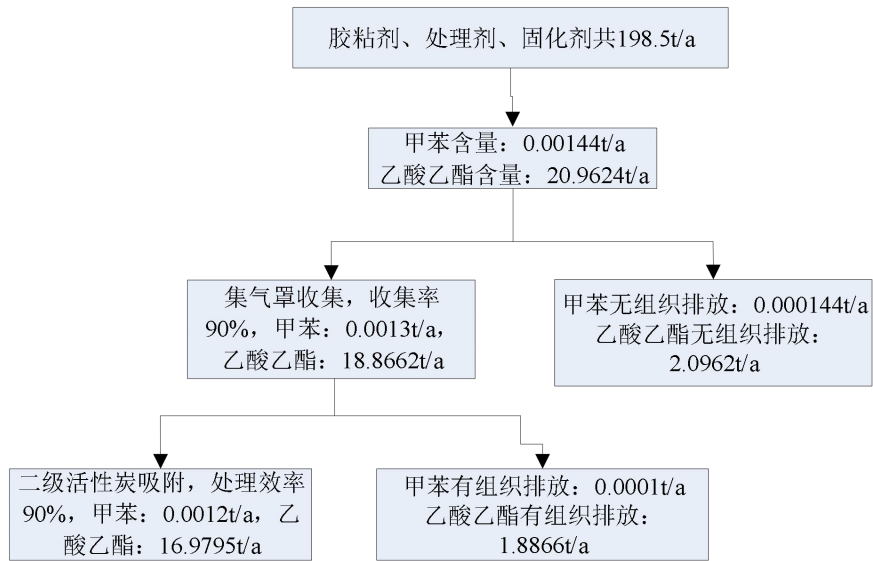 胶粘剂、处理剂、固化剂共198.5t/a
甲苯含量：0.00144t/a
乙酸乙酯含量：20.9624t/a
集气罩收集，收集率
90%，甲苯：0.0013t/a，
乙酸乙酯：18.8662t/a
甲苯无组织排放：0.000144t/a
乙酸乙酯无组织排放：
2.0962t/a
二级活性炭吸附，处理效率
90%，甲苯：0.0012t/a，乙
酸乙酯：16.9795t/a
甲苯有组织排放：0.0001t/a
乙酸乙酯有组织排放：
1.8866t/a